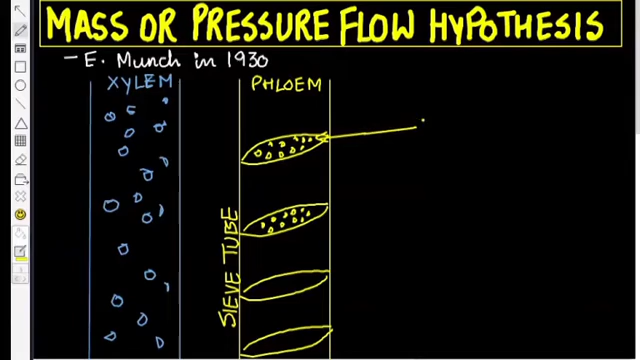 MASS OR PRESSURE FLOW HYPOTHESIS
- E. Munch in 1930
XYLEM
PHLOEM
SIEVE TUBE